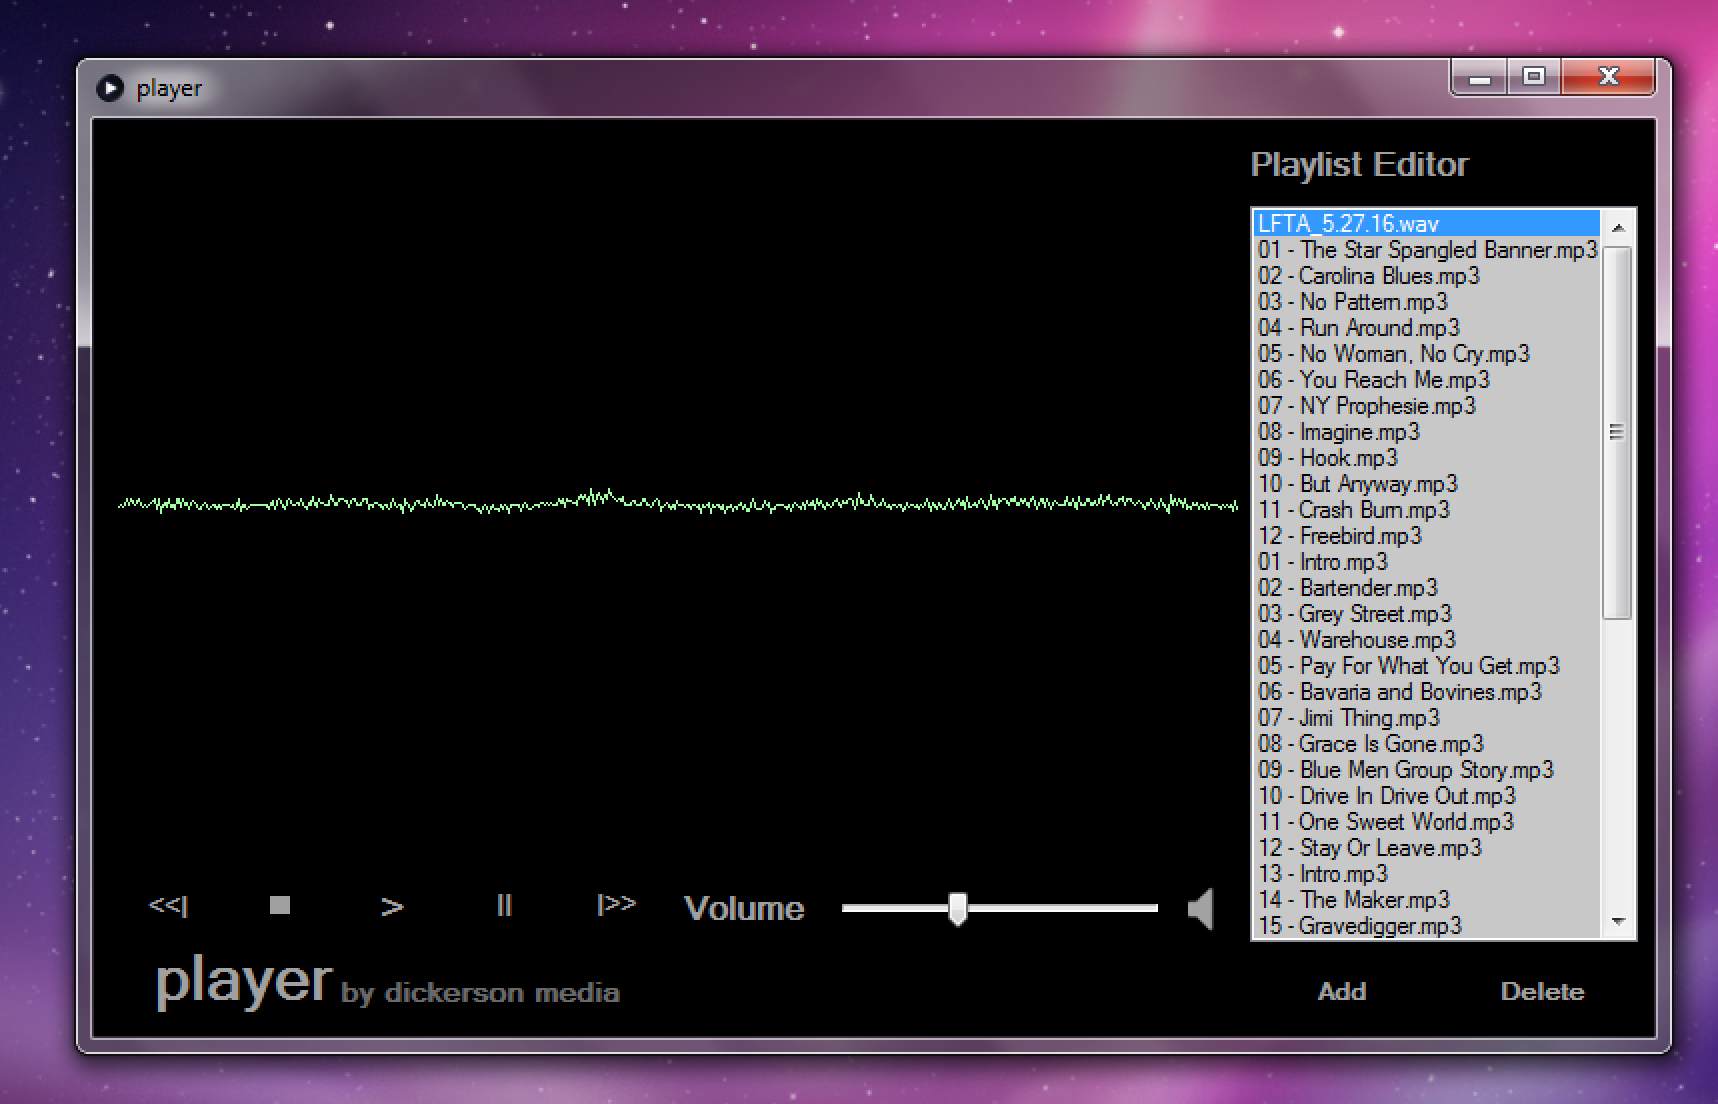 player
Playlist Editor
LFTA_5.27.16.wav
01 - The Star Spangled Banner.mp3
02 - Carolina Blues.mp3
03 - No Pattern.mp3
04 - Run Around.mp3
05 - No Woman, No Cry.mp3
06 - You Reach Me.mp3
07 - NY Prophesie.mp3
08 - Imagine.mp3
09 - Hook.mp3
10 - But Anyway.mp3
11 - Crash Burn.mp3
12 - Freebird.mp3
01 - Intro.mp3
02 - Bartender.mp3
03 - Grey Street.mp3
04 - Warehouse.mp3
05 - Pay For What You Get.mp3
06 - Bavaria and Bovines.mp3
07 - Jimi Thing.mp3
08 - Grace Is Gone.mp3
09 - Blue Men Group Story.mp3
10 - Drive In Drive Out.mp3
11 - One Sweet World.mp3
12 - Stay Or Leave.mp3
13 - Intro.mp3
14 - The Maker.mp3
15 - Gravedigger.mp3
<<| > || |>> Volume
player by dickerson media
Add Delete